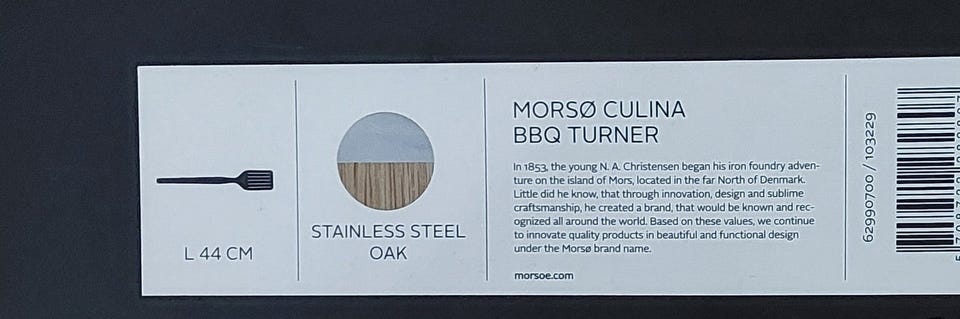 L 44 CM
STAINLESS STEEL
OAK
MORSØ CULINA
BBQ TURNER
In 1853, the young N. A. Christensen began his iron foundry adven-
ture on the island of Mors, located in the far North of Denmark.
Little did he know, that through innovation, design and sublime
craftsmanship, he created a brand, that would be known and rec-
ognized all around the world. Based on these values, we continue
to innovate quality products in beautiful and functional design
under the Morsø brand name.
morsoe.com
62990700 / 103229